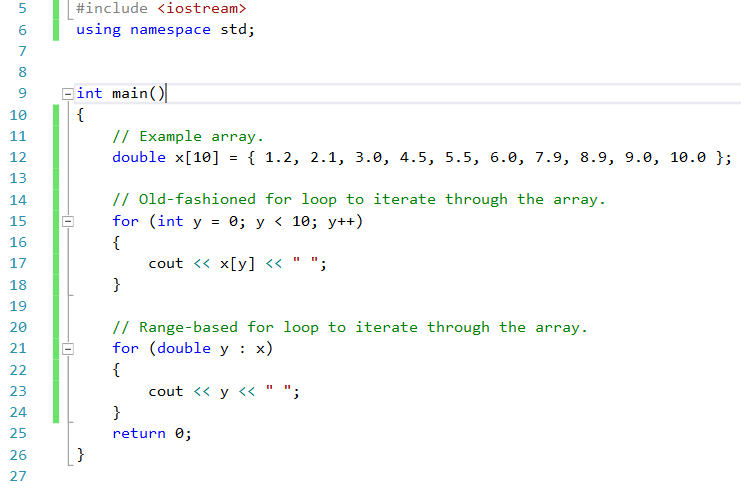 5 #include <iostream>
6 using namespace std;
7
8
9 int main()
10 {
11 // Example array.
12 double x[10] = { 1.2, 2.1, 3.0, 4.5, 5.5, 6.0, 7.9, 8.9, 9.0, 10.0 };
13
14 // Old-fashioned for loop to iterate through the array.
15 for (int y = 0; y < 10; y++)
16 {
17 cout << x[y] << " ";
18 }
19
20 // Range-based for loop to iterate through the array.
21 for (double y : x)
22 {
23 cout << y << " ";
24 }
25 return 0;
26 }
27